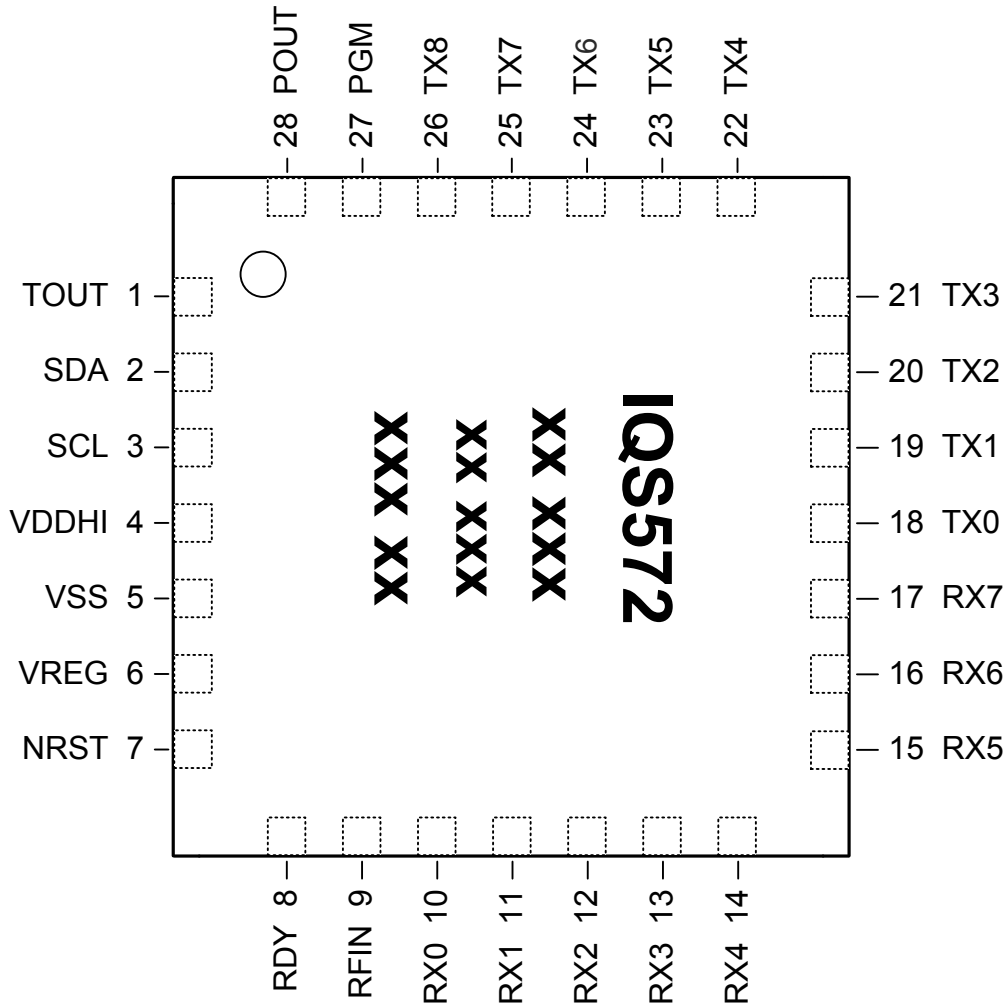 28 POUT
27 PGM
26 TX8
25 TX7
24 TX6
23 TX5
22 TX4
TOUT 1
SDA 2
SCL 3
VDDHI 4
VSS 5
VREG 6
NRST 7
IQS572
xx xxx xx
xxx xx
xx xxx xx
21 TX3
20 TX2
19 TX1
18 TX0
17 RX7
16 RX6
15 RX5
RDY 8
RFIN 9
RX0 10
RX1 11
RX2 12
RX3 13
RX4 14